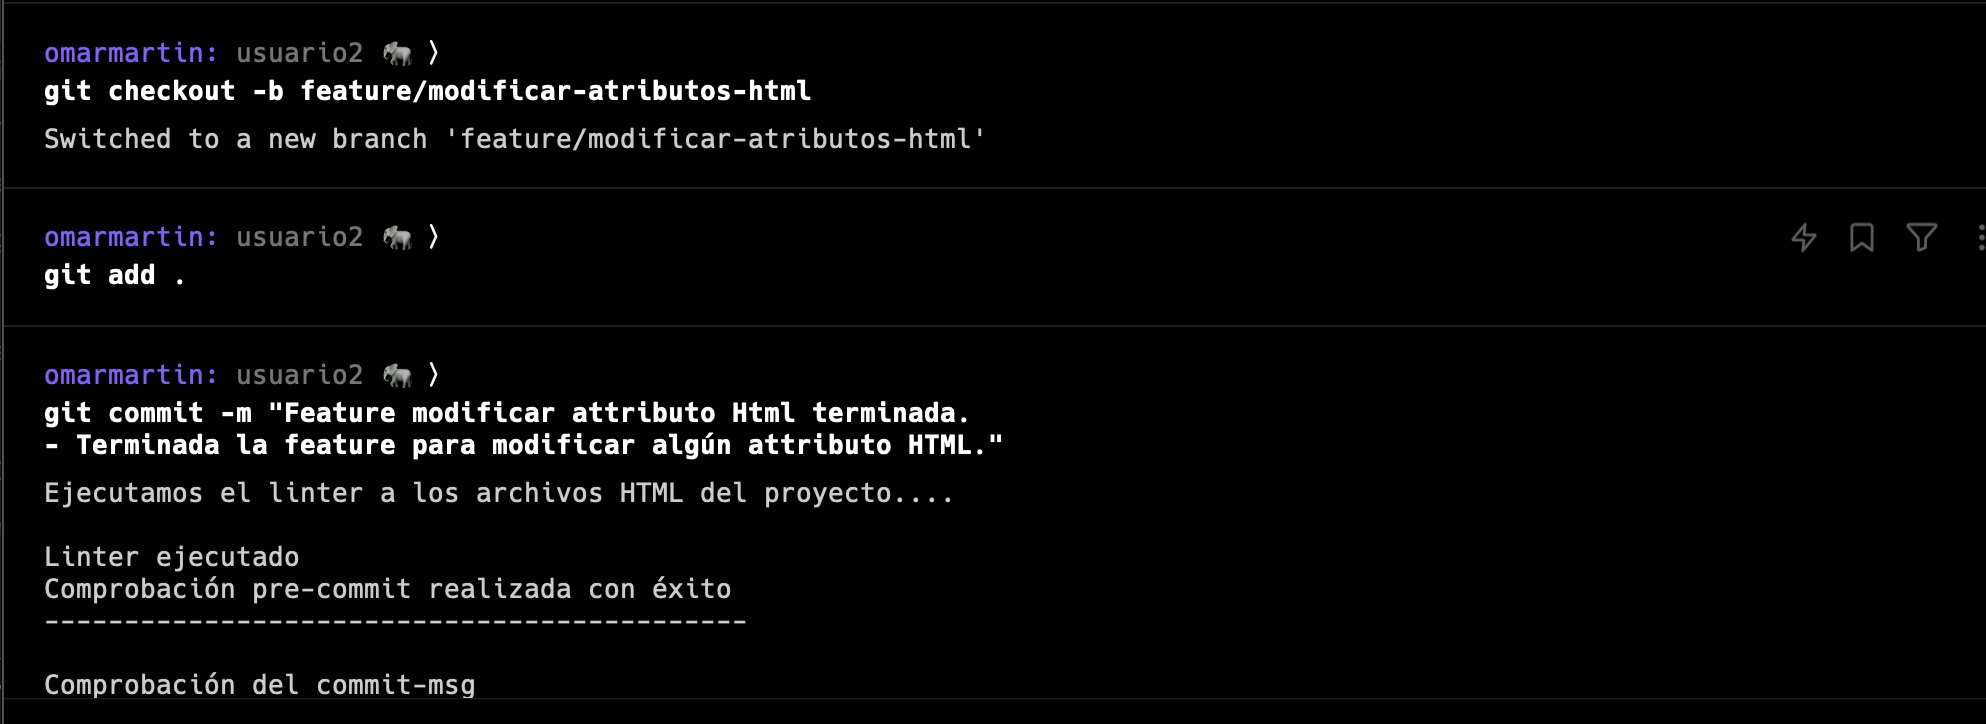 omarmartin: usuario2 🐘 ❯
git checkout -b feature/modificar-atributos-html
Switched to a new branch 'feature/modificar-atributos-html'
omarmartin: usuario2 🐘 ❯
git add .
omarmartin: usuario2 🐘 ❯
git commit -m "Feature modificar attributo Html terminada.
- Terminada la feature para modificar algún attributo HTML."
Ejecutamos el linter a los archivos HTML del proyecto....
Linter ejecutado
Comprobación pre-commit realizada con éxito
--------------------------------------------
Comprobación del commit-msg